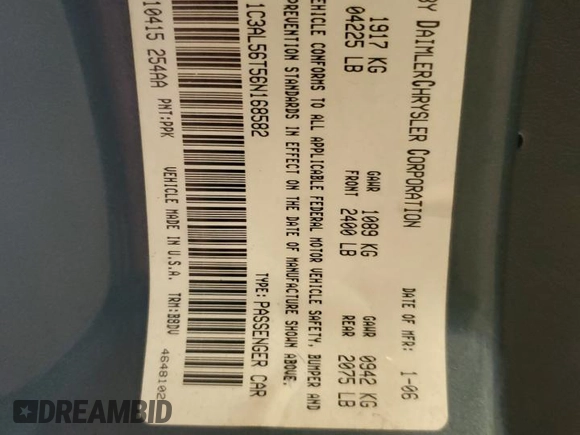 BY DAIMLERCHRYSLER CORPORATION
DATE OF MFR: 1-06
1917 KG
04225 LB
GAWR FRONT
1089 KG
2400 LB
GAWR REAR
0942 KG
2075 LB
VEHICLE CONFORMS TO ALL APPLICABLE FEDERAL MOTOR VEHICLE SAFETY, BUMPER AND
PREVENTION STANDARDS IN EFFECT ON THE DATE OF MANUFACTURE SHOWN ABOVE.
1C3AL56T56N168582
TYPE: PASSENGER CAR
10415 254AA
PNT:PPK
VEHICLE MADE IN U.S.A.
TRM:B8DV
4648102
DREAMBID